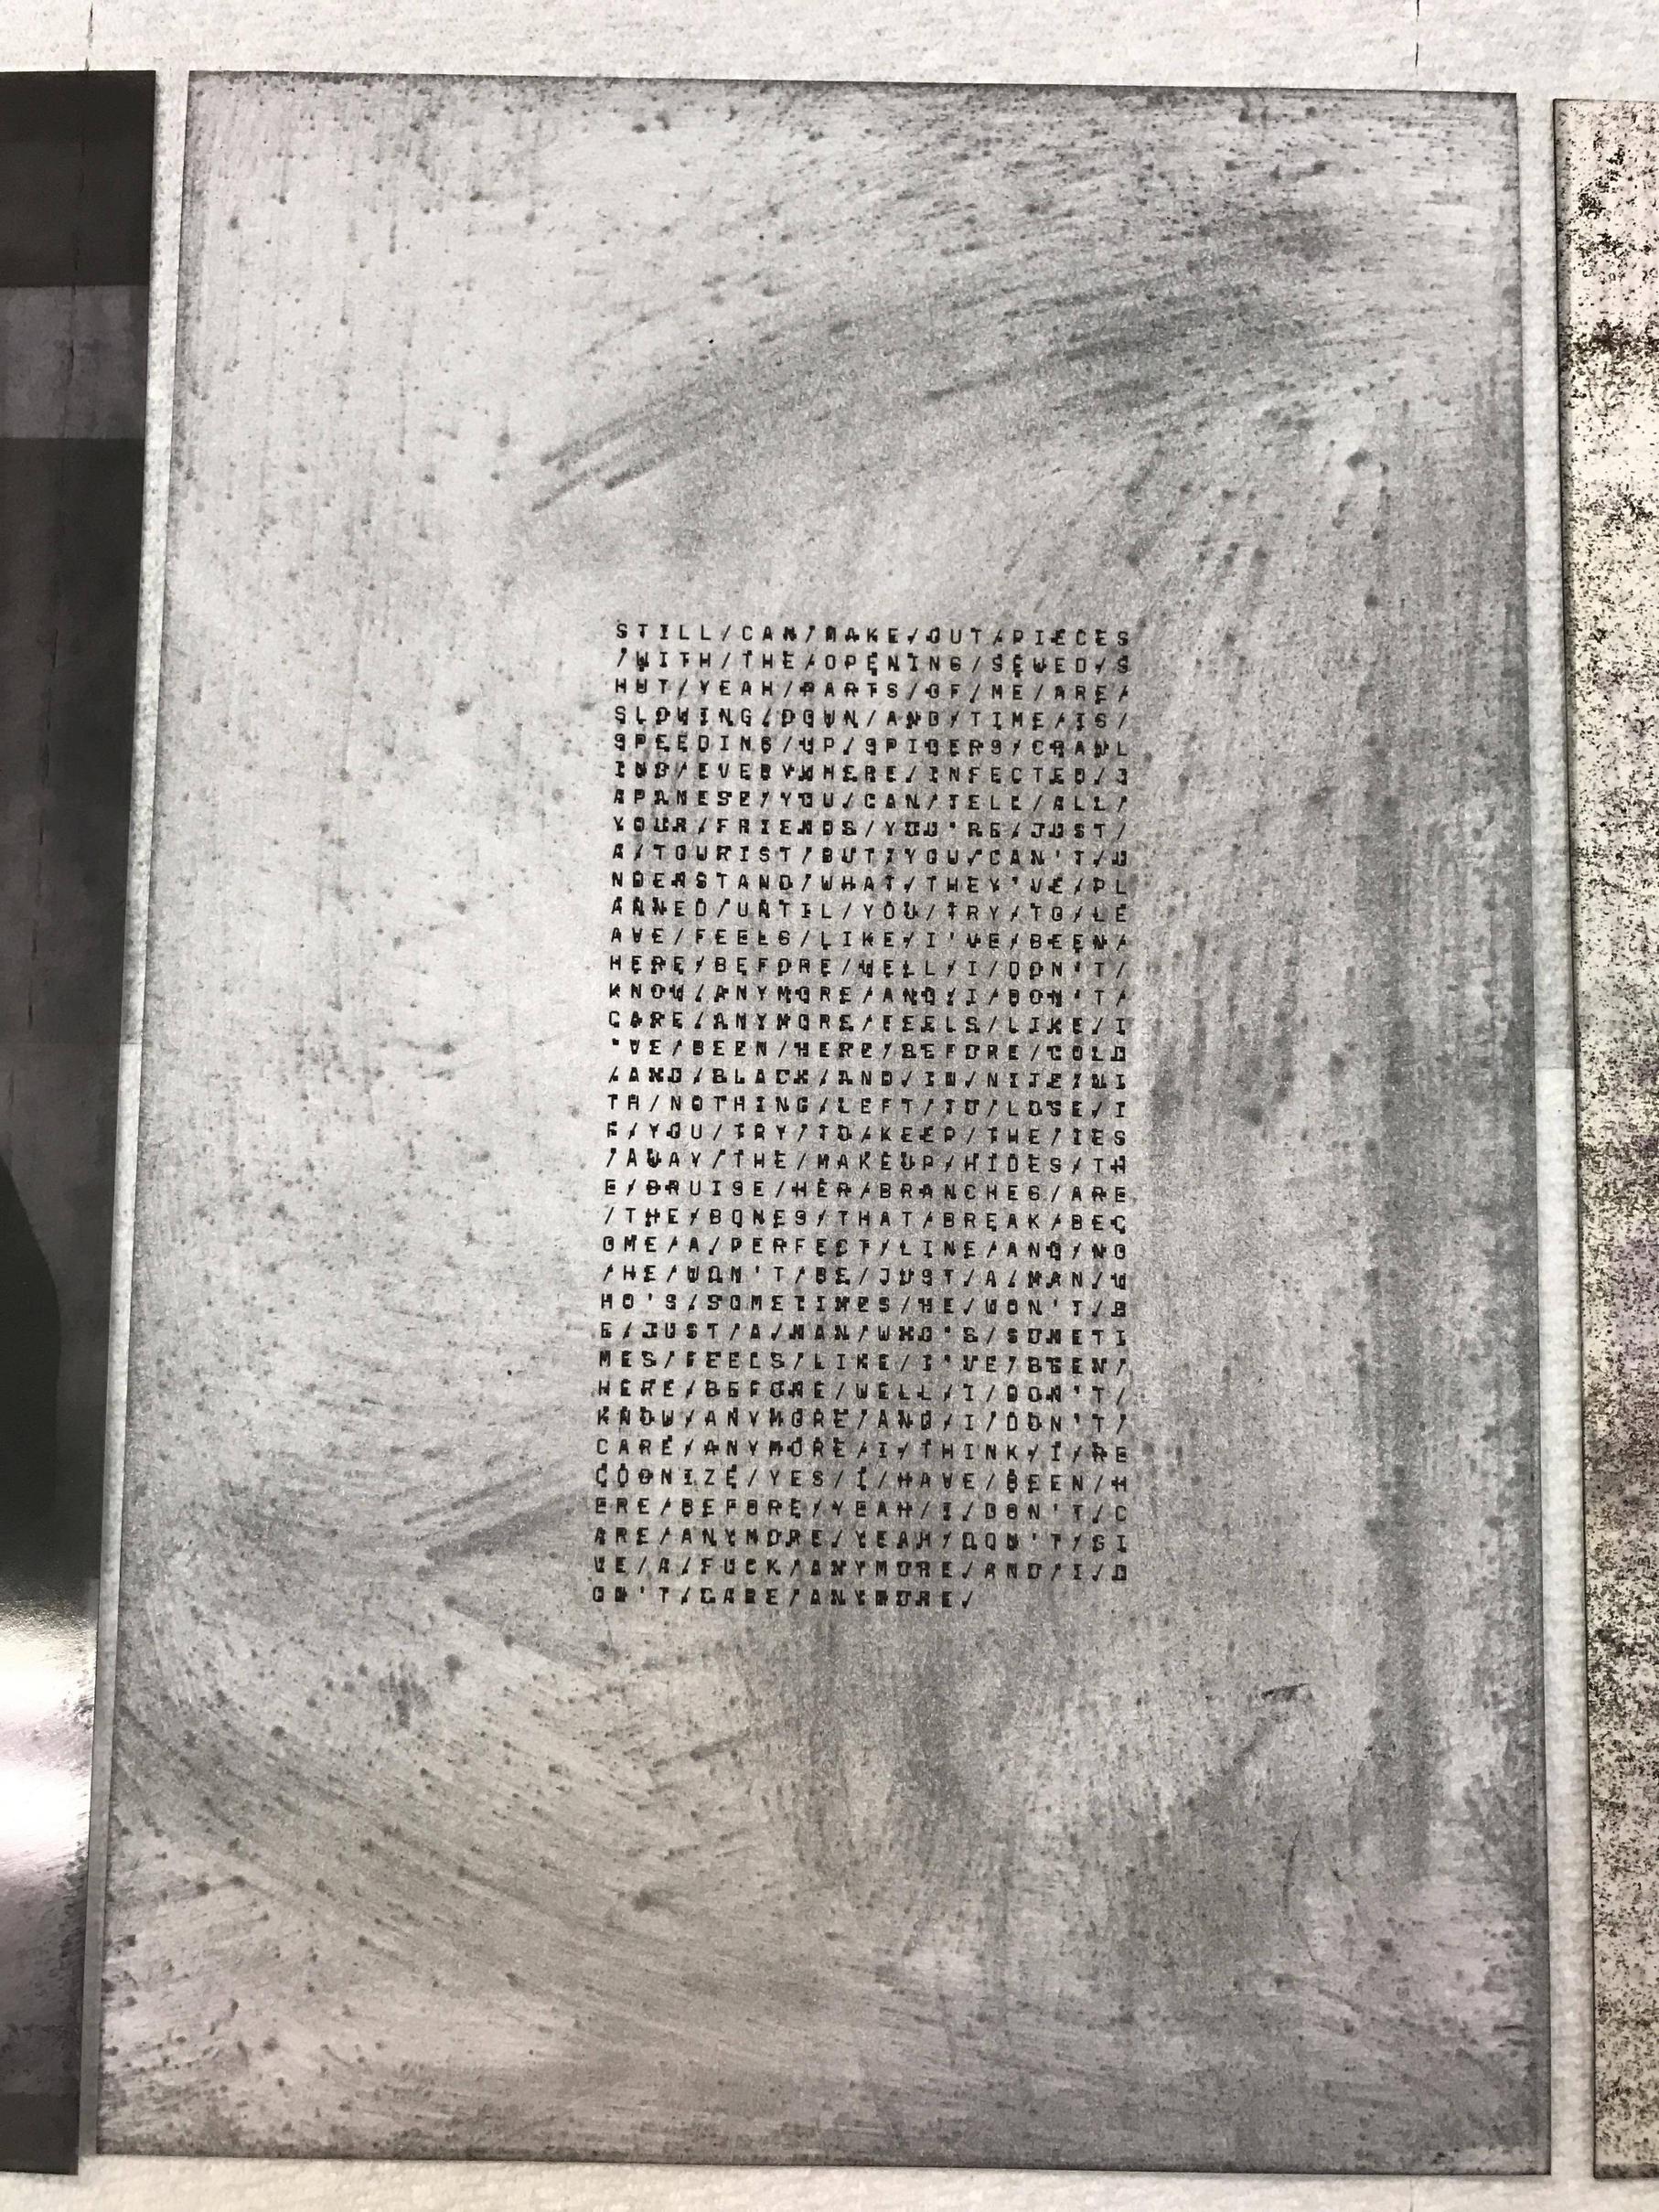 STILL/CAN/MAKE/OUT/PIECES
/WITH/THE/OPENING/SEWED/S
HUT/YEAH/PARTS/OF/ME/ARE/
SLOWING/DOWN/AND/TIME/IS/
SPEEDING/UP/SPIDERS/CRAWL
ING/EVERYWHERE/INFECTED/J
APANESE/YOU/CAN/TELL/ALL/
YOUR/FRIENDS/YOU'RE/JUST/
A/TOURIST/BUT/YOU/CAN'T/U
NDERSTAND/WHAT/THEY'VE/PL
ANNED/UNTIL/YOU/TRY/TO/LE
AVE/FEELS/LIKE/I'VE/BEEN/
HERE/BEFORE/WELL/I/DON'T/
KNOW/ANYMORE/AND/I/DON'T/
CARE/ANYMORE/FEELS/LIKE/I
'VE/BEEN/HERE/BEFORE/COLD
/AND/BLACK/AND/IN/NITE/WI
TH/NOTHING/LEFT/TO/LOSE/I
F/YOU/TRY/TO/KEEP/THE/IES
/AWAY/THE/MAKEUP/HIDES/TH
E/BRUISE/HER/BRANCHES/ARE
/THE/BONES/THAT/BREAK/BEC
OME/A/PERFECT/LINE/AND/NO
/HE/WON'T/BE/JUST/A/MAN/W
HO'S/SOMETIMES/HE/WON'T/B
E/JUST/A/MAN/WHO'S/SOMETI
MES/FEELS/LIKE/I'VE/BEEN/
HERE/BEFORE/WELL/I/DON'T/
KNOW/ANYMORE/AND/I/DON'T/
CARE/ANYMORE/I/THINK/I/RE
COGNIZE/YES/I/HAVE/BEEN/H
ERE/BEFORE/YEAH/I/DON'T/C
ARE/ANYMORE/YEAH/DON'T/GI
VE/A/FUCK/ANYMORE/AND/I/D
ON'T/CARE/ANYMORE/